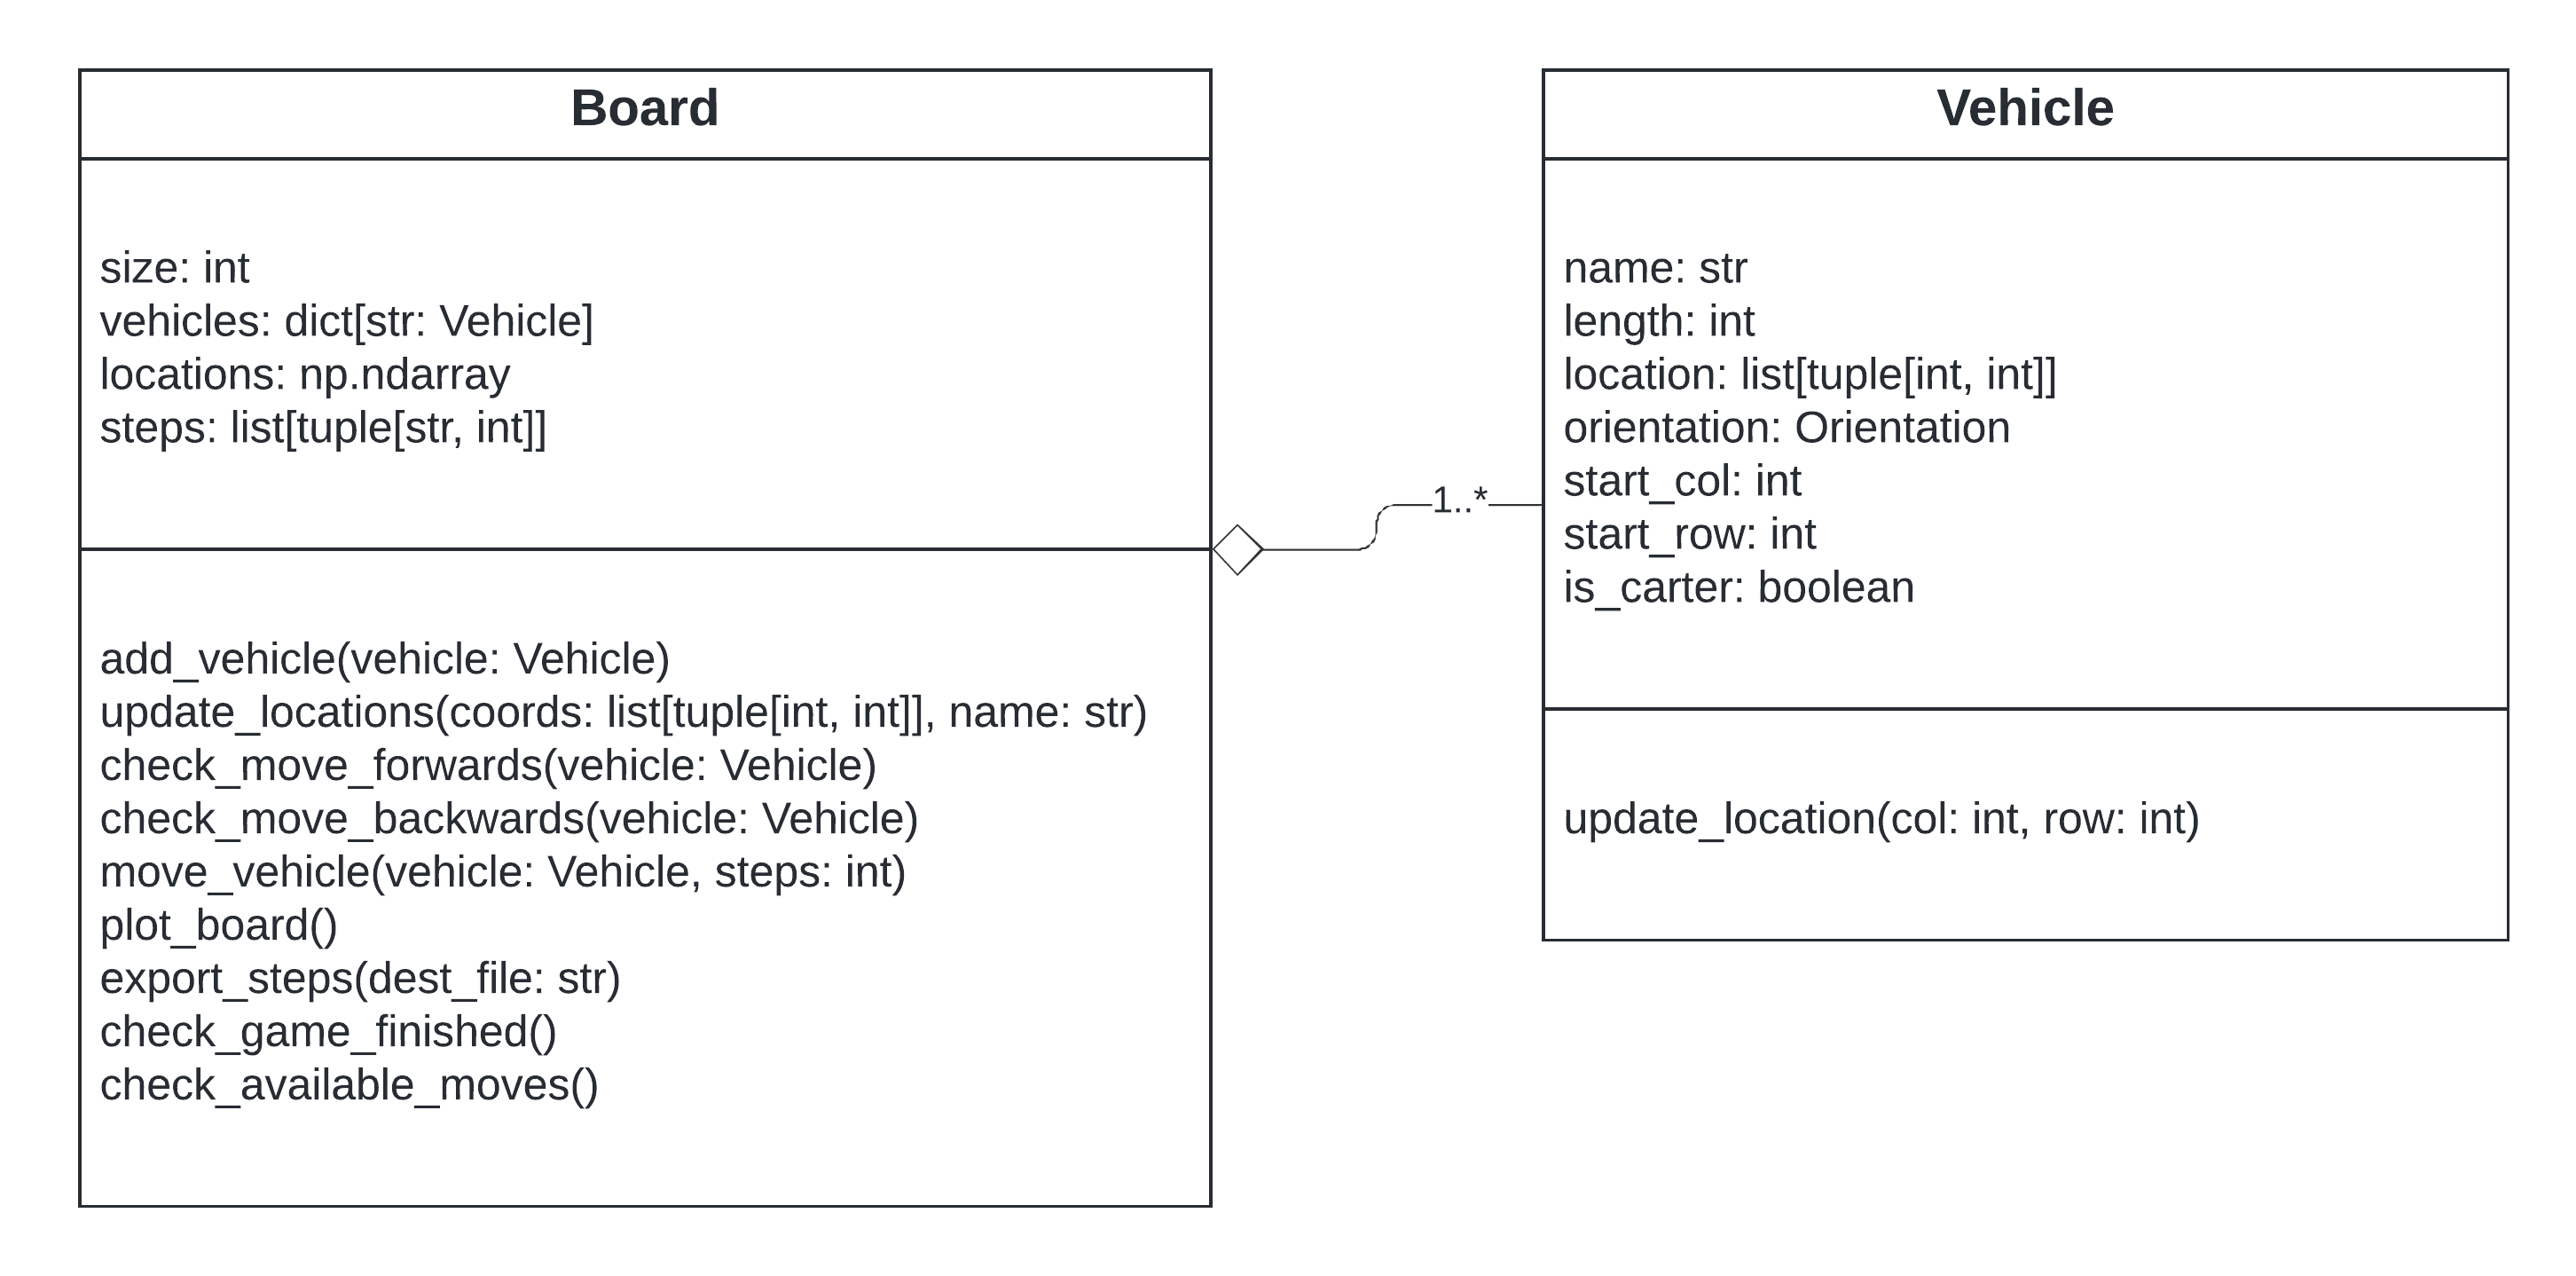 Board
size: int
vehicles: dict[str: Vehicle]
locations: np.ndarray
steps: list[tuple[str, int]]
add_vehicle(vehicle: Vehicle)
update_locations(coords: list[tuple[int, int]], name: str)
check_move_forwards(vehicle: Vehicle)
check_move_backwards(vehicle: Vehicle)
move_vehicle(vehicle: Vehicle, steps: int)
plot_board()
export_steps(dest_file: str)
check_game_finished()
check_available_moves()
1..*
Vehicle
name: str
length: int
location: list[tuple[int, int]]
orientation: Orientation
start_col: int
start_row: int
is_carter: boolean
update_location(col: int, row: int)